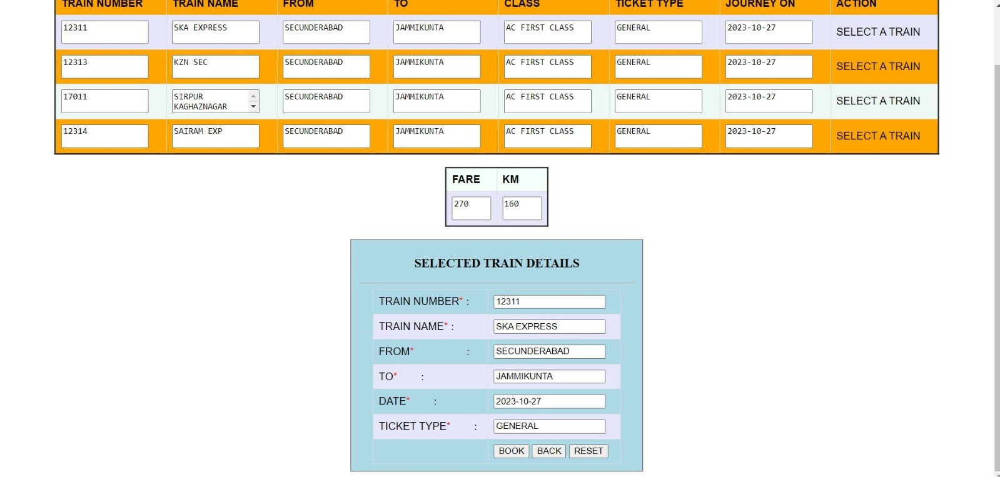 TRAIN NUMBER TRAIN NAME FROM TO CLASS TICKET TYPE JOURNEY ON ACTION
12311 SKA EXPRESS SECUNDERABAD JAMMIKUNTA AC FIRST CLASS GENERAL 2023-10-27 SELECT A TRAIN
12313 KZN SEC SECUNDERABAD JAMMIKUNTA AC FIRST CLASS GENERAL 2023-10-27 SELECT A TRAIN
17011 SIRPUR KAGHAZNAGAR SECUNDERABAD JAMMIKUNTA AC FIRST CLASS GENERAL 2023-10-27 SELECT A TRAIN
12314 SAIRAM EXP SECUNDERABAD JAMMIKUNTA AC FIRST CLASS GENERAL 2023-10-27 SELECT A TRAIN
FARE KM
270 160
SELECTED TRAIN DETAILS
TRAIN NUMBER* : 12311
TRAIN NAME* : SKA EXPRESS
FROM* : SECUNDERABAD
TO* : JAMMIKUNTA
DATE* : 2023-10-27
TICKET TYPE* : GENERAL
BOOK BACK RESET